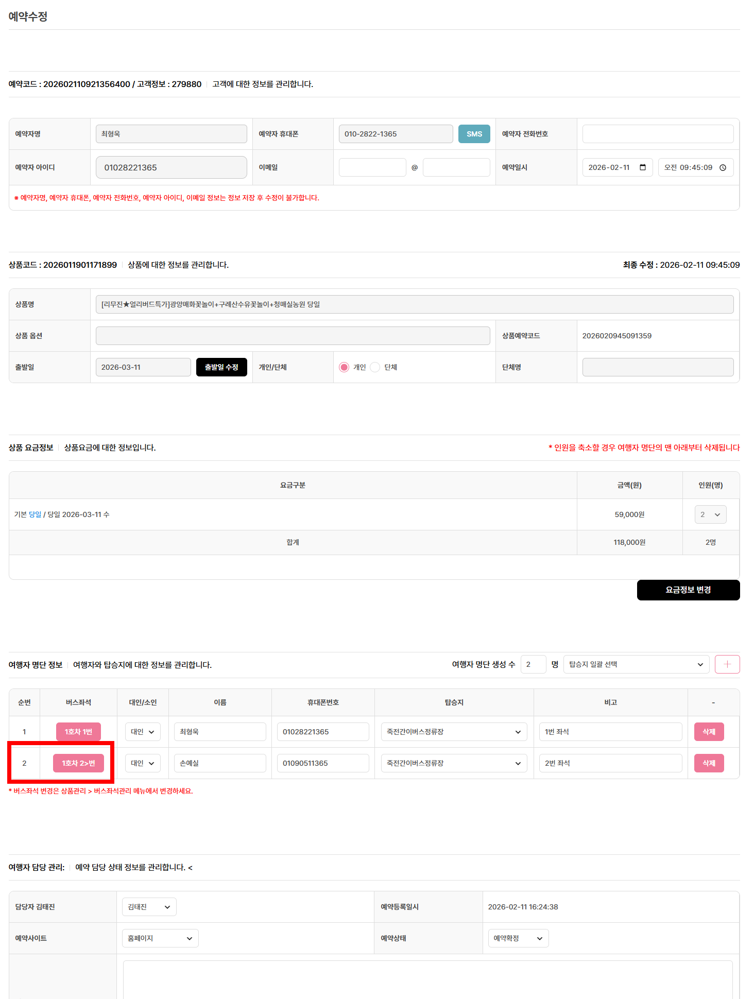 예약수정
예약코드 : 202602110921356400 / 고객정보 : 279880 고객에 대한 정보를 관리합니다.
예약자명 최형욱 예약자 휴대폰 010-2822-1365 SMS 예약자 전화번호
예약자 아이디 01028221365 이메일 @ 예약일시 2026-02-11 오전 09:45:09
※ 예약자명, 예약자 휴대폰, 예약자 전화번호, 예약자 아이디, 이메일 정보는 정보 저장 후 수정이 불가합니다.
상품코드 : 2026011901171899 상품에 대한 정보를 관리합니다. 최종 수정 : 2026-02-11 09:45:09
상품명 [리무진★얼리버드특가]광양매화꽃놀이+구례산수유꽃놀이+청매실농원 당일
상품 옵션 상품예약코드 2026020945091359
출발일 2026-03-11 출발일 수정 개인/단체 개인 단체 단체명
상품 요금정보 상품요금에 대한 정보입니다. * 인원을 축소할 경우 여행자 명단의 맨 아래부터 삭제됩니다
요금구분 금액(원) 인원(명)
기본 당일 / 당일 2026-03-11 수 59,000원 2
합계 118,000원 2명
요금정보 변경
여행자 명단 정보 여행자와 탑승지에 대한 정보를 관리합니다. 여행자 명단 생성 수 2 명 탑승지 일괄 선택 +
순번 버스좌석 대인/소인 이름 휴대폰번호 탑승지 비고 -
1 1호차 1번 대인 최형욱 01028221365 죽전간이버스정류장 1번 좌석 삭제
2 1호차 2>번 대인 손예실 01090511365 죽전간이버스정류장 2번 좌석 삭제
* 버스좌석 변경은 상품관리 > 버스좌석관리 메뉴에서 변경하세요.
여행자 담당 관리: 예약 담당 상태 정보를 관리합니다. <
담당자 김태진 김태진 예약등록일시 2026-02-11 16:24:38
예약사이트 홈페이지 예약상태 예약확정